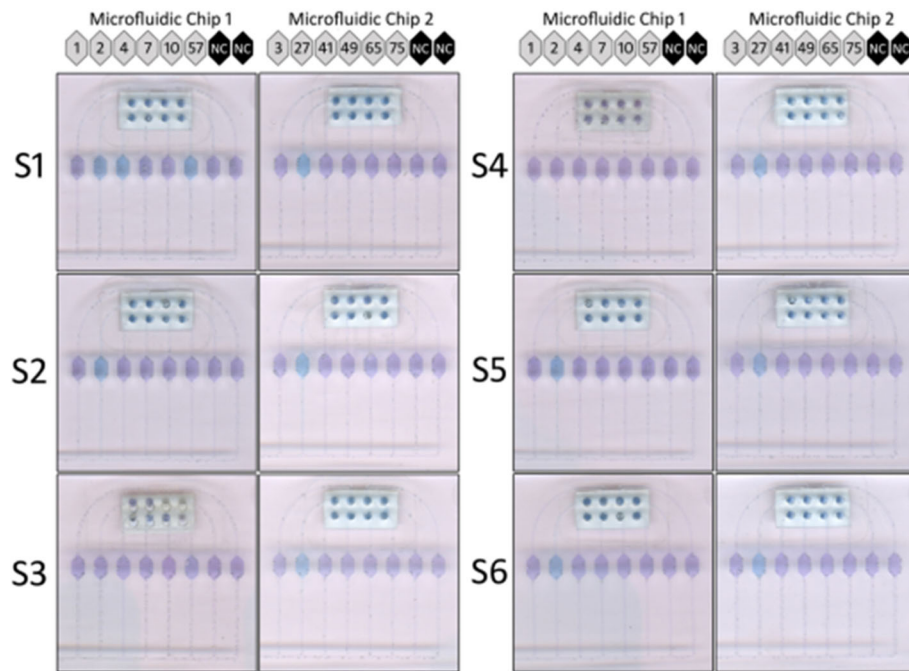 Microfluidic Chip 1 Microfluidic Chip 2 Microfluidic Chip 1 Microfluidic Chip 2
1 2 4 7 10 57 NC NC 3 27 41 49 65 75 NC NC 1 2 4 7 10 57 NC NC 3 27 41 49 65 75 NC NC
S1 S4
S2 S5
S3 S6